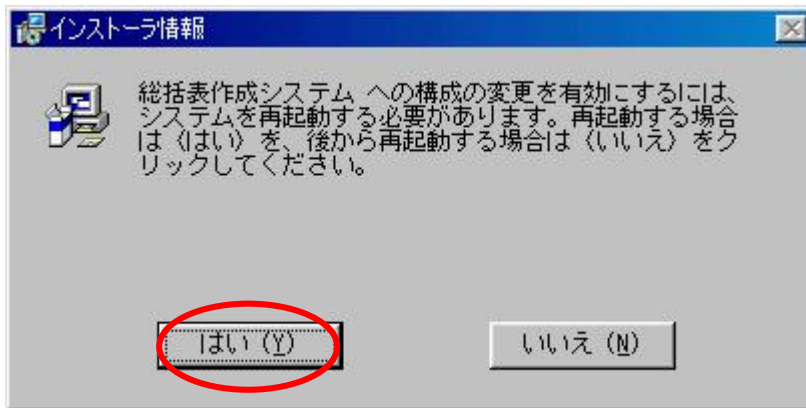 インストーラ情報
総括表作成システム への構成の変更を有効にするには、
システムを再起動する必要があります。再起動する場合
は〈はい〉を、後から再起動する場合は〈いいえ〉をク
リックしてください。
はい (Y)
いいえ (N)